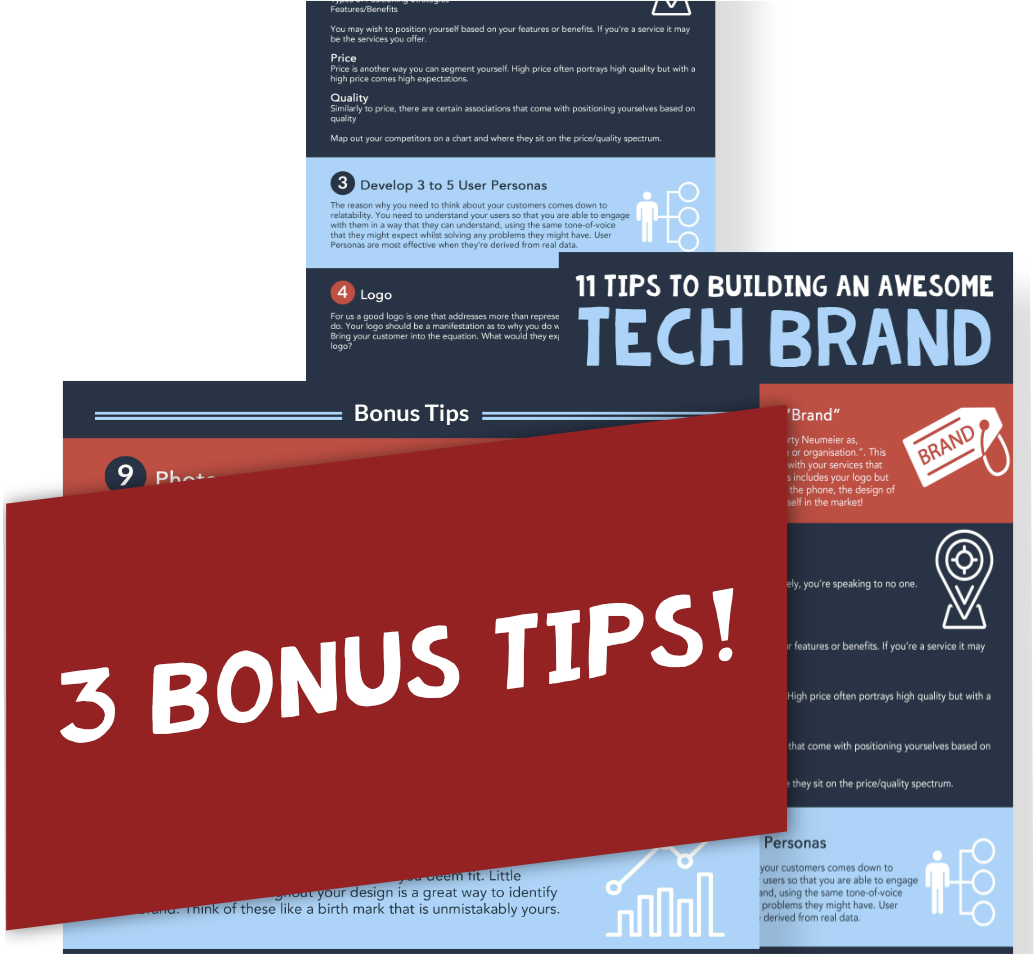 Features/Benefits
You may wish to position yourself based on your features or benefits. If you're a service it may
be the services you offer.
Price
Price is another way you can segment yourself. High price often portrays high quality but with a
high price comes high expectations.
Quality
Similarly to price, there are certain associations that come with positioning yourselves based on
quality
Map out your competitors on a chart and where they sit on the price/quality spectrum.
3 Develop 3 to 5 User Personas
The reason why you need to think about your customers comes down to
relatability. You need to understand your users so that you are able to engage
with them in a way that they can understand, using the same tone-of-voice
that they might expect whilst solving any problems they might have. User
Personas are most effective when they're derived from real data.
4 Logo
For us a good logo is one that addresses more than
do. Your logo should be a manifestation as to why you do
Bring your customer into the equation. What would they
logo?
11 TIPS TO BUILDING AN AWESOME
TECH BRAND
"Brand"
Neumeier as,
or organisation.". This
with your services that
includes your logo but
the phone, the design of
in the market!
BRAND
you're speaking to no one.
features or benefits. If you're a service it may
High price often portrays high quality but with a
that come with positioning yourselves based on
they sit on the price/quality spectrum.
Personas
your customers comes down to
users so that you are able to engage
using the same tone-of-voice
problems they might have. User
derived from real data.
Bonus Tips
9
3 BONUS TIPS!
deem fit. Little
your design is a great way to identify
Think of these like a birth mark that is unmistakably yours.